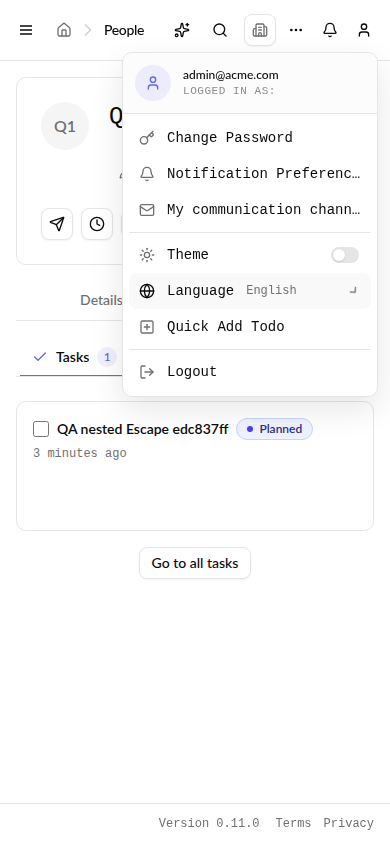 People
admin@acme.com
LOGGED IN AS:
Q1
Q
Change Password
Notification Preferenc…
My communication chann…
Theme
Language English
Quick Add Todo
Logout
Details
Tasks 1
QA nested Escape edc837ff Planned
3 minutes ago
Go to all tasks
Version 0.11.0 Terms Privacy